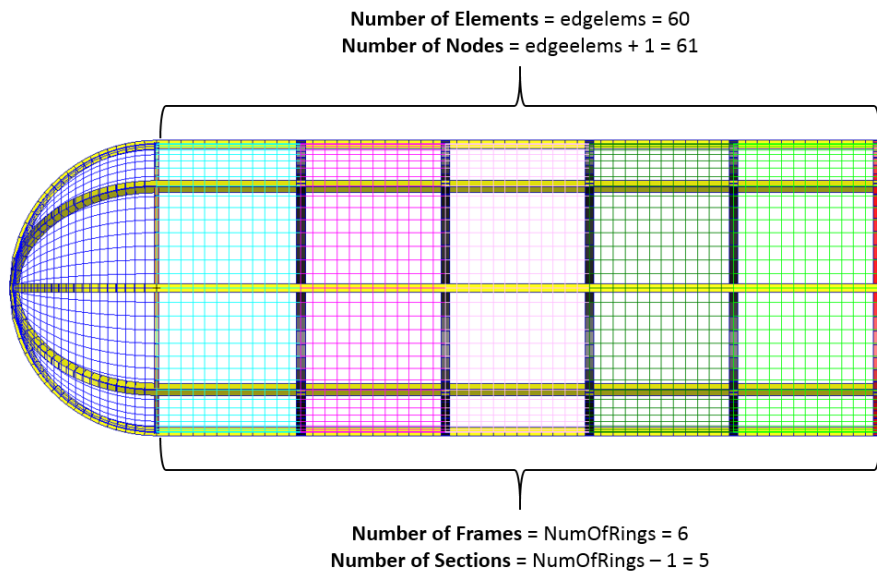 Number of Elements = edgelems = 60
Number of Nodes = edgeelems + 1 = 61
Number of Frames = NumOfRings = 6
Number of Sections = NumOfRings – 1 = 5